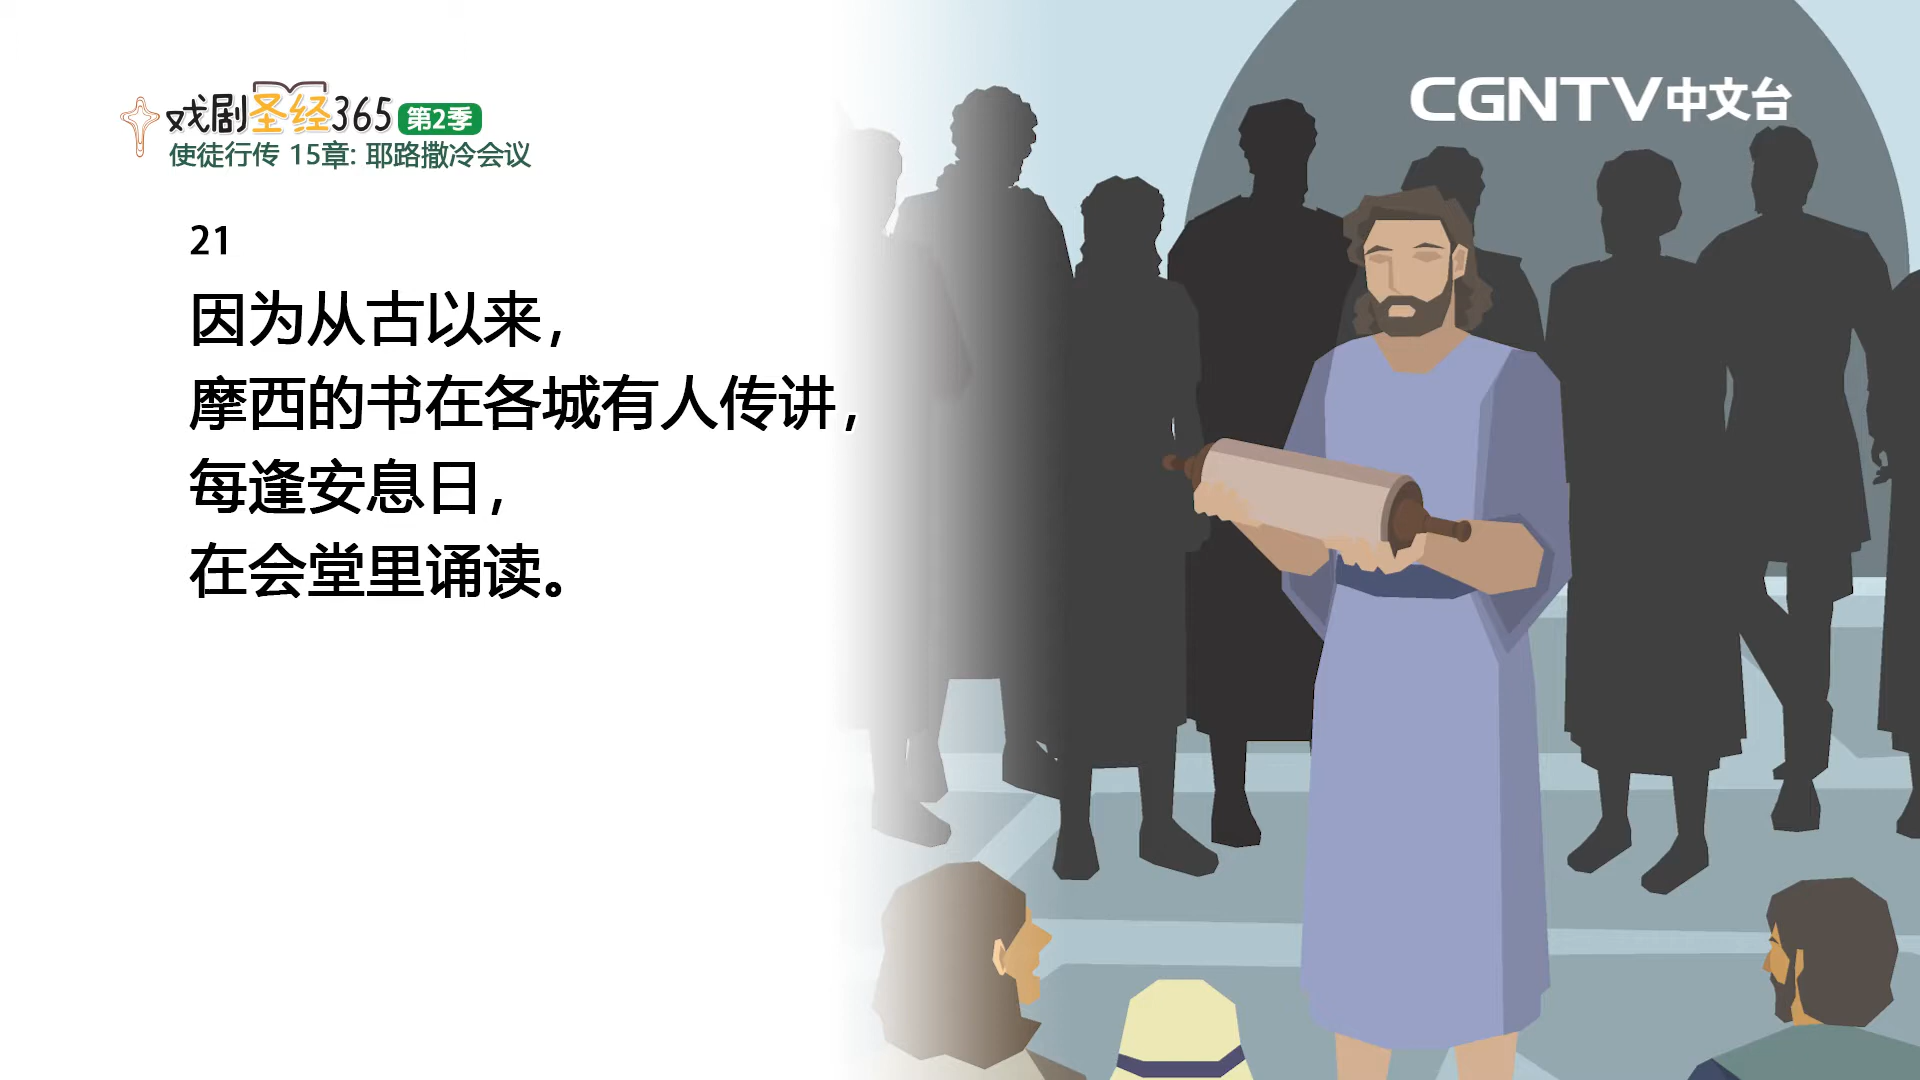 戏剧圣经365 第2季
使徒行传 15章: 耶路撒冷会议
CGNTV中文台
21
因为从古以来,
摩西的书在各城有人传讲,
每逢安息日,
在会堂里诵读。